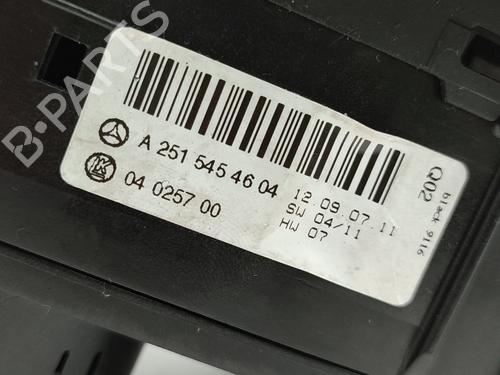 B-PARTS
A 251 545 46 04
04 0257 00
12.09.07.11
SW 04/11
HW 07
Q02
black 9116